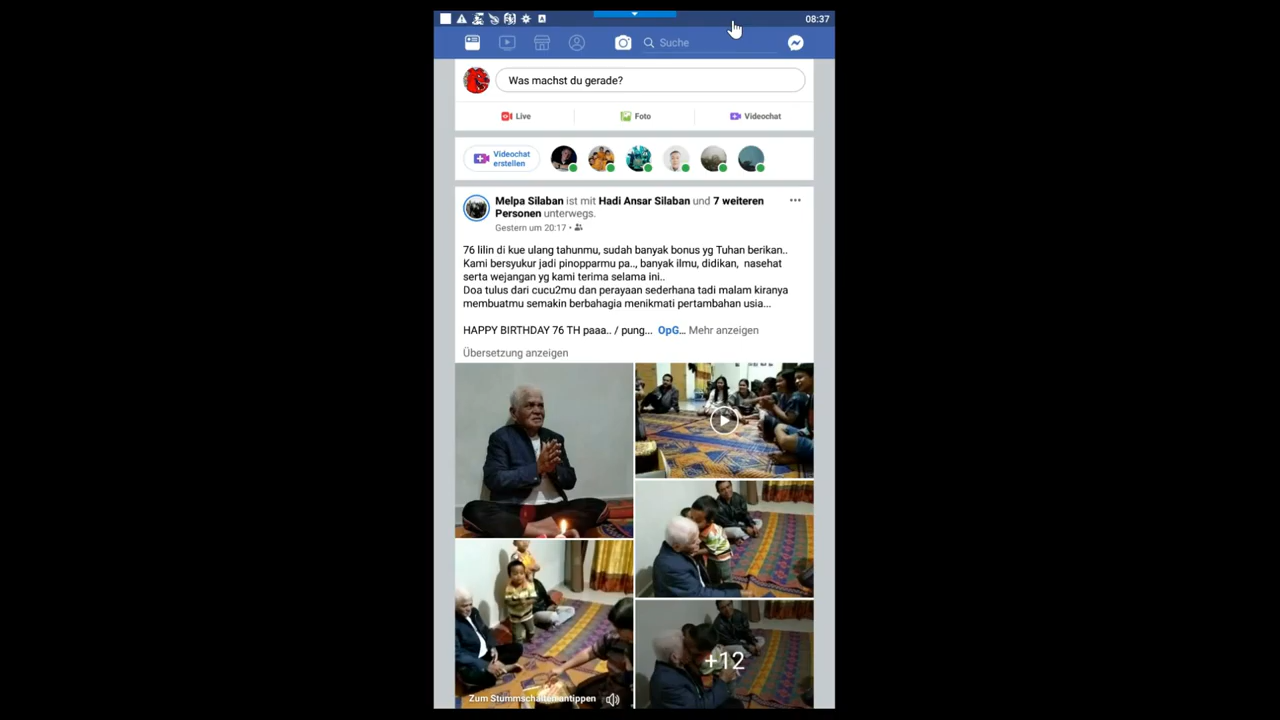 08:37
Suche
Was machst du gerade?
Live
Foto
Videochat
Videochat
erstellen
Melpa Silaban ist mit Hadi Ansar Silaban und 7 weiteren
Personen unterwegs.
Gestern um 20:17 •
76 lilin di kue ulang tahunmu, sudah banyak bonus yg Tuhan berikan..
Kami bersyukur jadi pinopparmu pa.., banyak ilmu, didikan, nasehat
serta wejangan yg kami terima selama ini..
Doa tulus dari cucu2mu dan perayaan sederhana tadi malam kiranya
membuatmu semakin berbahagia menikmati pertambahan usia...
HAPPY BIRTHDAY 76 TH paaa.. / pung... OpG... Mehr anzeigen
Übersetzung anzeigen
+12
Zum Stummschalten antippen